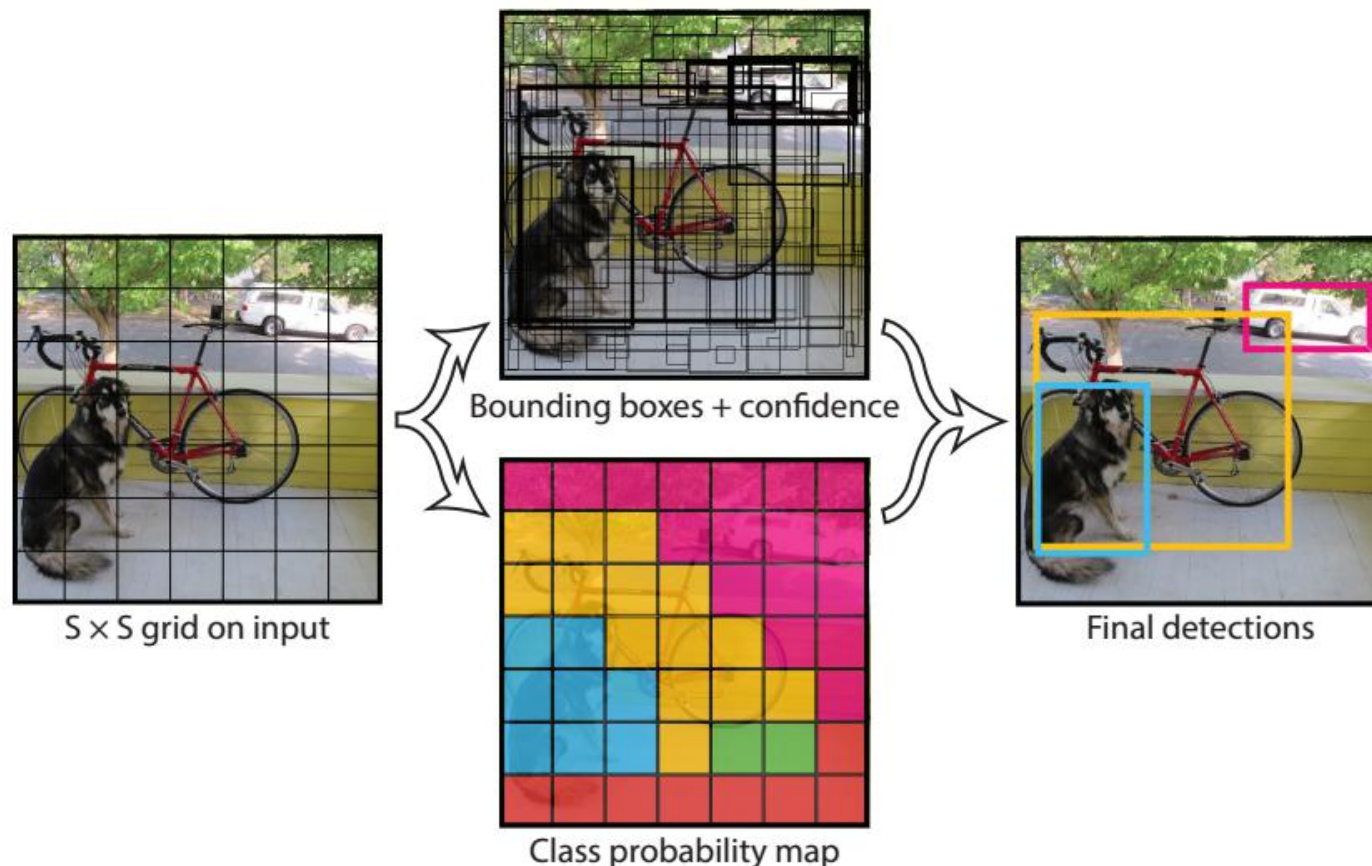 S × S grid on input
Bounding boxes + confidence
Class probability map
Final detections